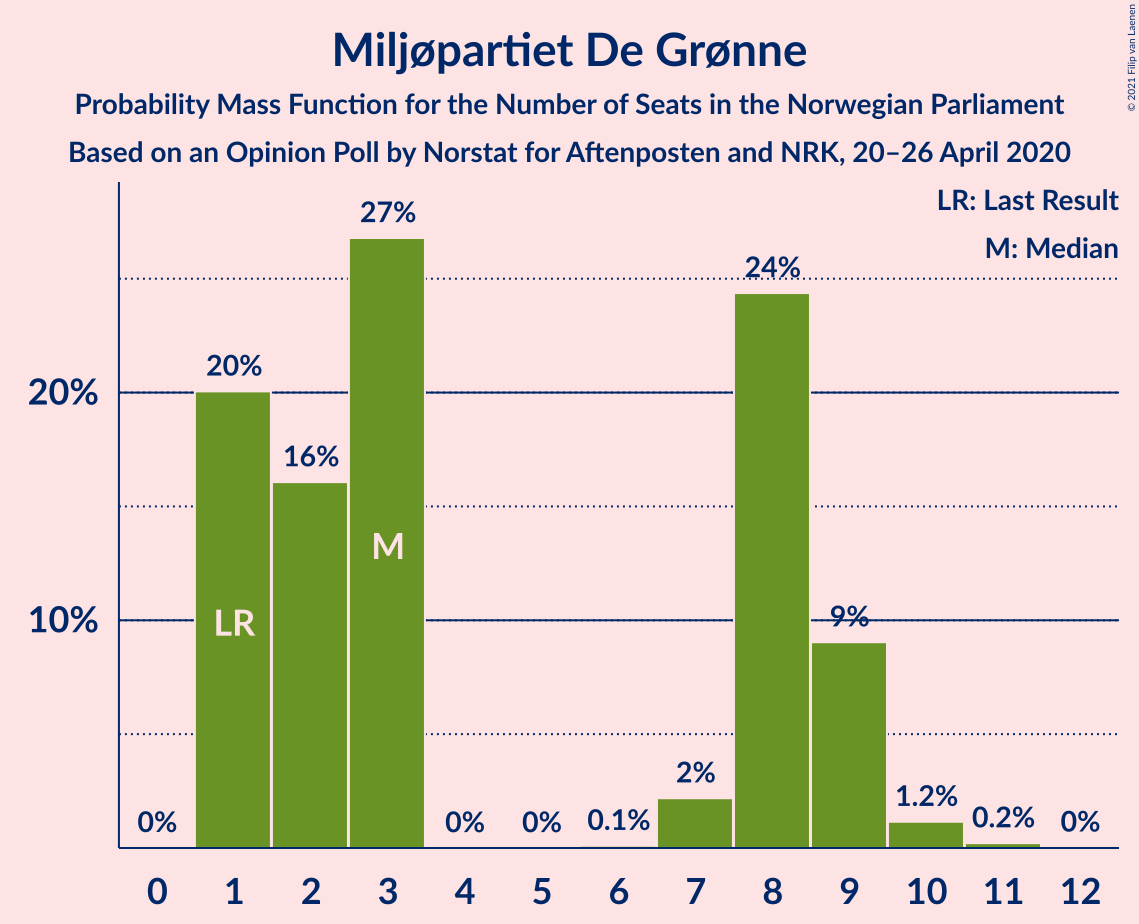 Miljøpartiet De Grønne
Probability Mass Function for the Number of Seats in the Norwegian Parliament
Based on an Opinion Poll by Norstat for Aftenposten and NRK, 20–26 April 2020
© 2021 Filip van Laenen
LR: Last Result
M: Median
27%
24%
20%
20%
16%
M
10%
LR
9%
2%
1.2%
0%
0%
0%
0.1%
0.2%
0%
0 1 2 3 4 5 6 7 8 9 10 11 12